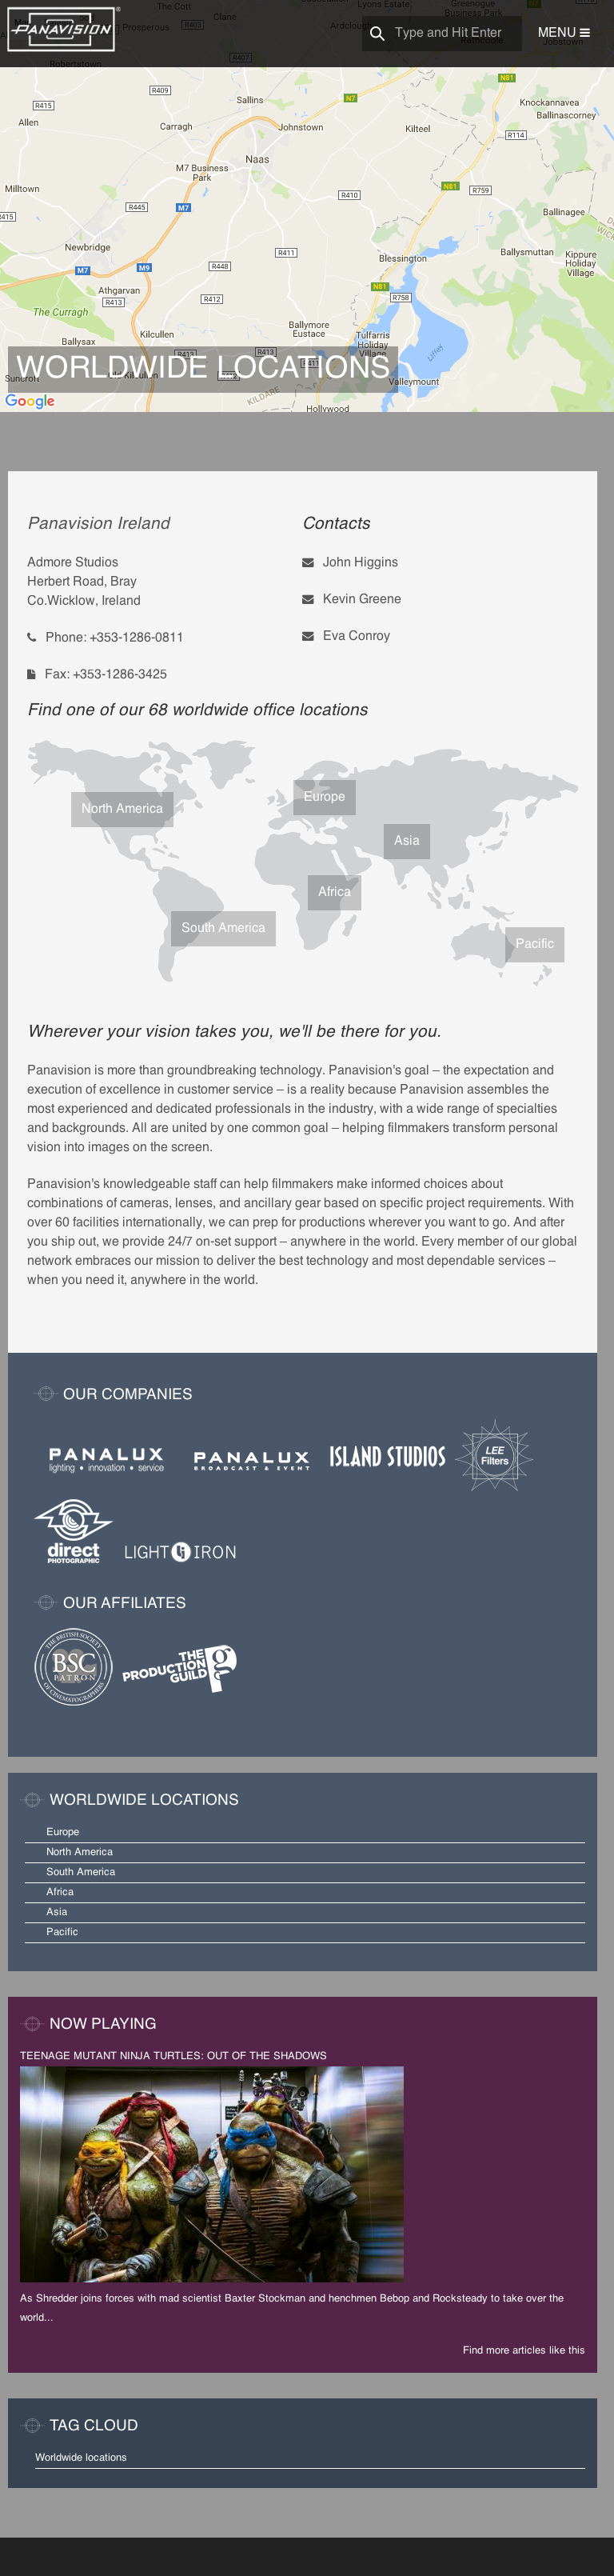 The Cott
Clane
Prosperous
R403
Ardclough
Greenogue
Business Park
PANAVISION®
Type and Hit Enter
MENU
R407
Robertstown
N81
R409
R415
Sallins
N7
Knockannavea
Ballinascorney
Allen
Carragh
Johnstown
Kilteel
R114
Naas
M7 Business
Park
Milltown
R410
N81
R759
R445
M7
R415
Ballinagee
Newbridge
R411
Ballysmuttan
Kippure
Holiday
Village
M7
M9
R448
Blessington
Athgarvan
R413
R412
N81
R758
The Curragh
Ballymore
Eustace
Kilcullen
Tulfarris
Holiday
Village
Ballysax
R413
R411
Liffey
WORLDWIDE LOCATIONS
Suncroft
Old Kilcullen
Valleymount
KILDARE
Google
Hollywood
Panavision Ireland
Admore Studios
Herbert Road, Bray
Co.Wicklow, Ireland
Phone: +353-1286-0811
Fax: +353-1286-3425
Contacts
John Higgins
Kevin Greene
Eva Conroy
Find one of our 68 worldwide office locations
North America
Europe
Asia
Africa
South America
Pacific
Wherever your vision takes you, we'll be there for you.
Panavision is more than groundbreaking technology. Panavision's goal – the expectation and
execution of excellence in customer service – is a reality because Panavision assembles the
most experienced and dedicated professionals in the industry, with a wide range of specialties
and backgrounds. All are united by one common goal – helping filmmakers transform personal
vision into images on the screen.
Panavision's knowledgeable staff can help filmmakers make informed choices about
combinations of cameras, lenses, and ancillary gear based on specific project requirements. With
over 60 facilities internationally, we can prep for productions wherever you want to go. And after
you ship out, we provide 24/7 on-set support – anywhere in the world. Every member of our global
network embraces our mission to deliver the best technology and most dependable services –
when you need it, anywhere in the world.
OUR COMPANIES
PANALUX
lighting • innovation • service
PANALUX
BROADCAST & EVENT
ISLAND STUDIOS
LEE
Filters
direct
PHOTOGRAPHIC
LIGHT IRON
OUR AFFILIATES
THE BRITISH SOCIETY
BSC
PATRON
OF CINEMATOGRAPHERS
THE
PRODUCTION
GUILD
WORLDWIDE LOCATIONS
Europe
North America
South America
Africa
Asia
Pacific
NOW PLAYING
TEENAGE MUTANT NINJA TURTLES: OUT OF THE SHADOWS
As Shredder joins forces with mad scientist Baxter Stockman and henchmen Bebop and Rocksteady to take over the
world...
Find more articles like this
TAG CLOUD
Worldwide locations